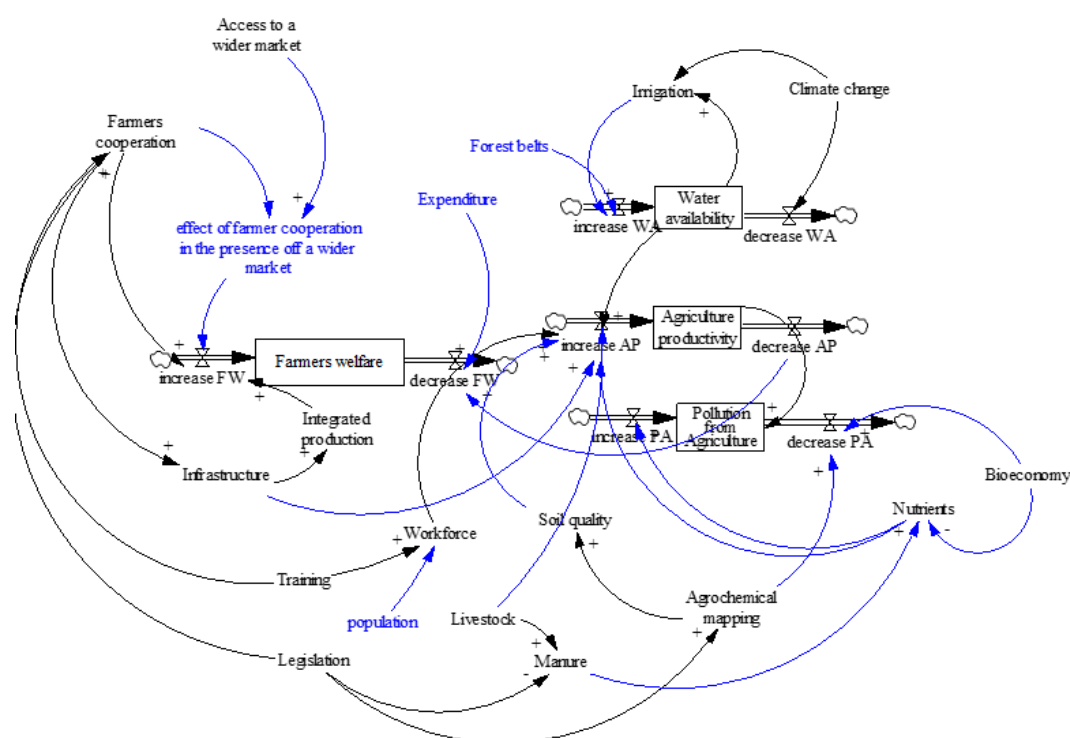 Access to a
wider market
Irrigation
Climate change
+
Farmers
cooperation
+
Forest belts
+
Expenditure
+
effect of farmer cooperation
in the presence off a wider
market
increase WA
Water
availability
decrease WA
+
+
increase AP
Agriculture
productivity
decrease AP
+
+
+
increase FW
Farmers welfare
+
decrease FW
+
+
Integrated
production
+
increase PA
Pollution
from
Agriculture
+
decrease PA
+
+
Infrastructure
+
Bioeconomy
Nutrients
+
-
Soil quality
+
+
Workforce
Training
population
Livestock
Agrochemical
mapping
+
Legislation
+
-
Manure